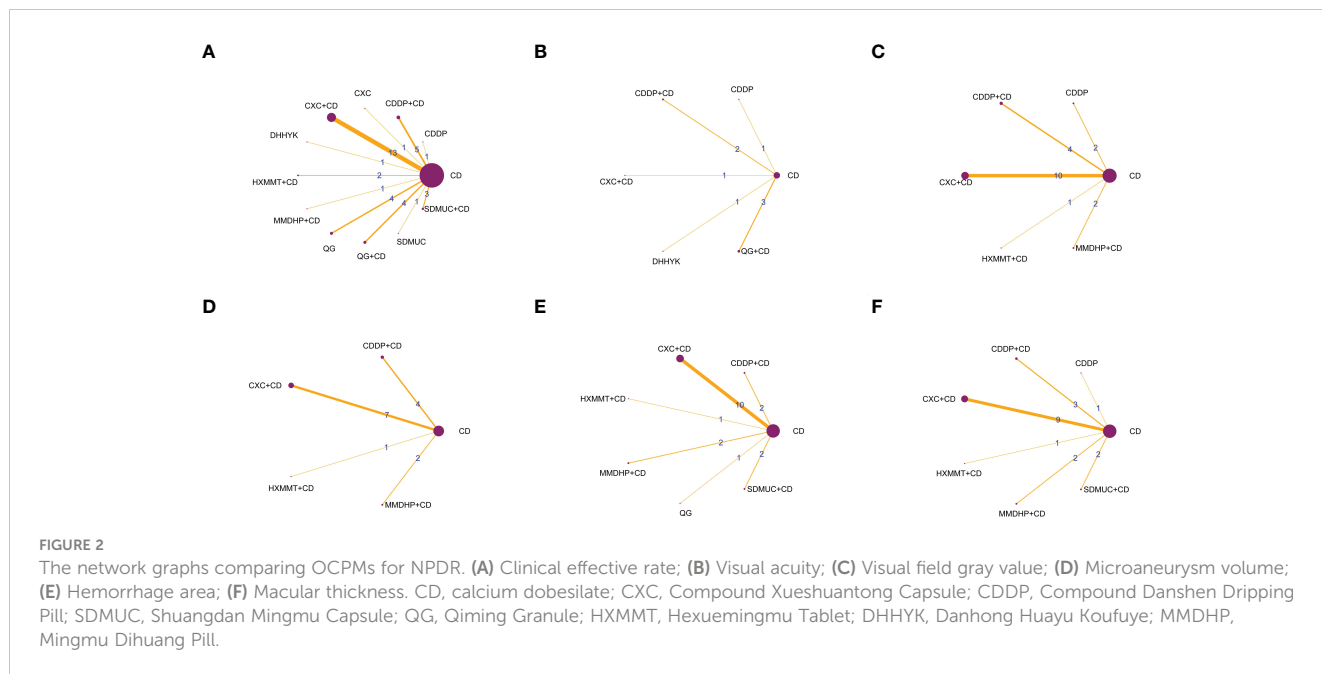 A
B
C
CXC
CXC+CD
CDDP+CD
CDDP
DHHYK
HXMMT+CD
MMDHP+CD
QG
QG+CD
SDMUC
SDMUC+CD
CD
13
1
5
1
1
2
1
4
4
1
3
CDDP+CD
CDDP
CXC+CD
CD
DHHYK
QG+CD
2
1
1
1
3
CDDP+CD
CDDP
CXC+CD
CD
HXMMT+CD
MMDHP+CD
4
2
10
1
2
D
E
F
CDDP+CD
CXC+CD
CD
HXMMT+CD
MMDHP+CD
4
7
1
2
CXC+CD
CDDP+CD
HXMMT+CD
CD
MMDHP+CD
SDMUC+CD
QG
10
2
1
2
1
2
CDDP+CD
CDDP
CXC+CD
CD
HXMMT+CD
SDMUC+CD
MMDHP+CD
3
1
9
1
2
2
FIGURE 2
The network graphs comparing OCPMs for NPDR. (A) Clinical effective rate; (B) Visual acuity; (C) Visual field gray value; (D) Microaneurysm volume;
(E) Hemorrhage area; (F) Macular thickness. CD, calcium dobesilate; CXC, Compound Xueshuantong Capsule; CDDP, Compound Danshen Dripping
Pill; SDMUC, Shuangdan Mingmu Capsule; QG, Qiming Granule; HXMMT, Hexuemingmu Tablet; DHHYK, Danhong Huayu Koufuye; MMDHP,
Mingmu Dihuang Pill.